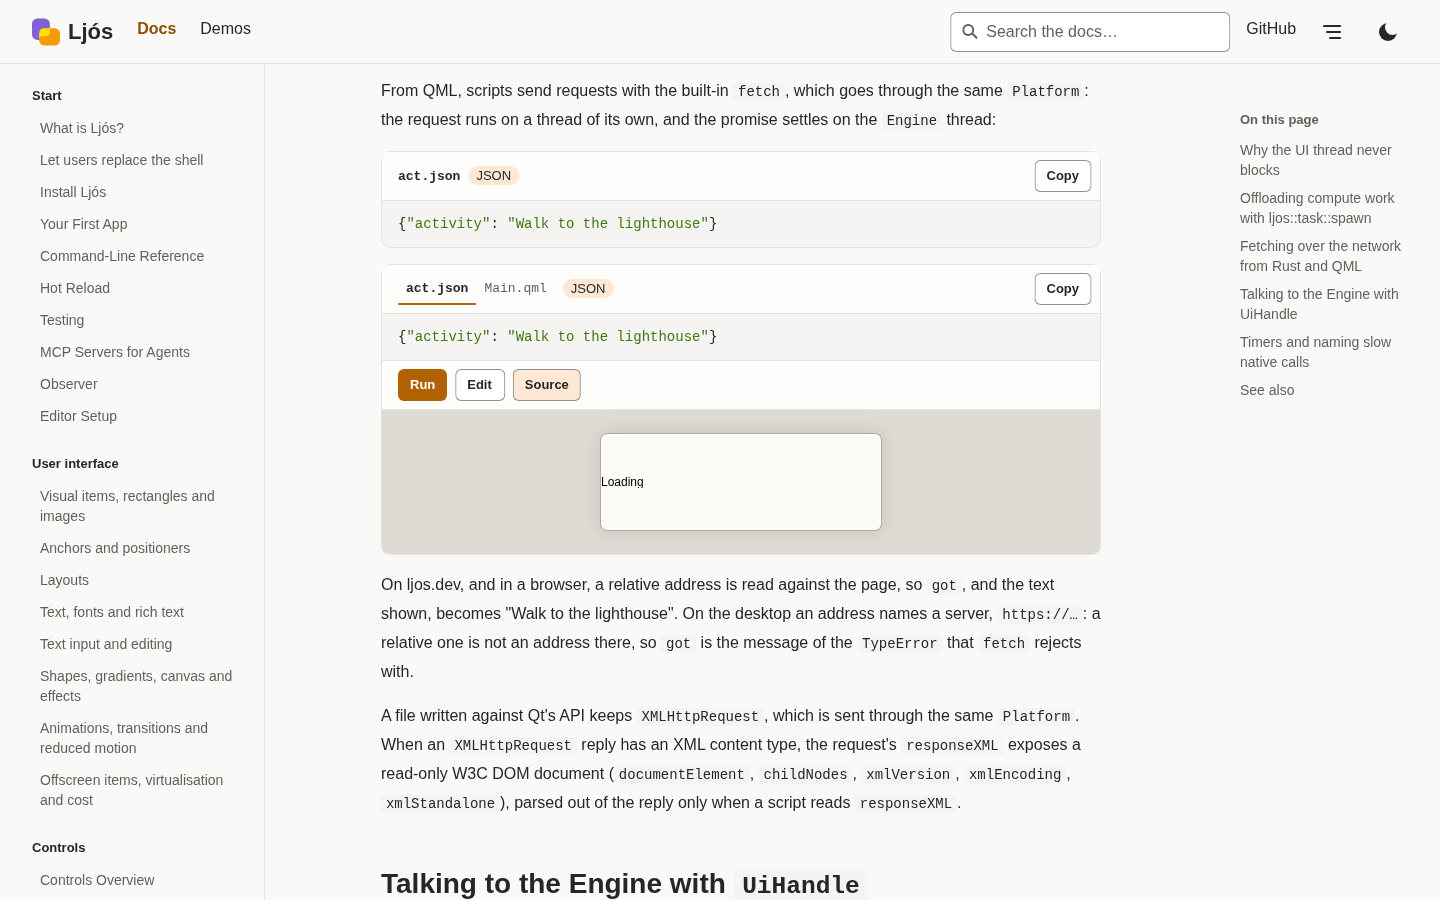 Ljós Docs Demos Search the docs… GitHub
Start
What is Ljós?
Let users replace the shell
Install Ljós
Your First App
Command-Line Reference
Hot Reload
Testing
MCP Servers for Agents
Observer
Editor Setup
User interface
Visual items, rectangles and
images
Anchors and positioners
Layouts
Text, fonts and rich text
Text input and editing
Shapes, gradients, canvas and
effects
Animations, transitions and
reduced motion
Offscreen items, virtualisation
and cost
Controls
Controls Overview
From QML, scripts send requests with the built-in fetch, which goes through the same Platform:
the request runs on a thread of its own, and the promise settles on the Engine thread:
act.json JSON Copy
{"activity": "Walk to the lighthouse"}
act.json Main.qml JSON Copy
{"activity": "Walk to the lighthouse"}
Run Edit Source
Loading
On ljos.dev, and in a browser, a relative address is read against the page, so got, and the text
shown, becomes "Walk to the lighthouse". On the desktop an address names a server, https://…: a
relative one is not an address there, so got is the message of the TypeError that fetch rejects
with.
A file written against Qt's API keeps XMLHttpRequest, which is sent through the same Platform.
When an XMLHttpRequest reply has an XML content type, the request's responseXML exposes a
read-only W3C DOM document (documentElement, childNodes, xmlVersion, xmlEncoding,
xmlStandalone), parsed out of the reply only when a script reads responseXML.
Talking to the Engine with UiHandle
On this page
Why the UI thread never
blocks
Offloading compute work
with ljos::task::spawn
Fetching over the network
from Rust and QML
Talking to the Engine with
UiHandle
Timers and naming slow
native calls
See also